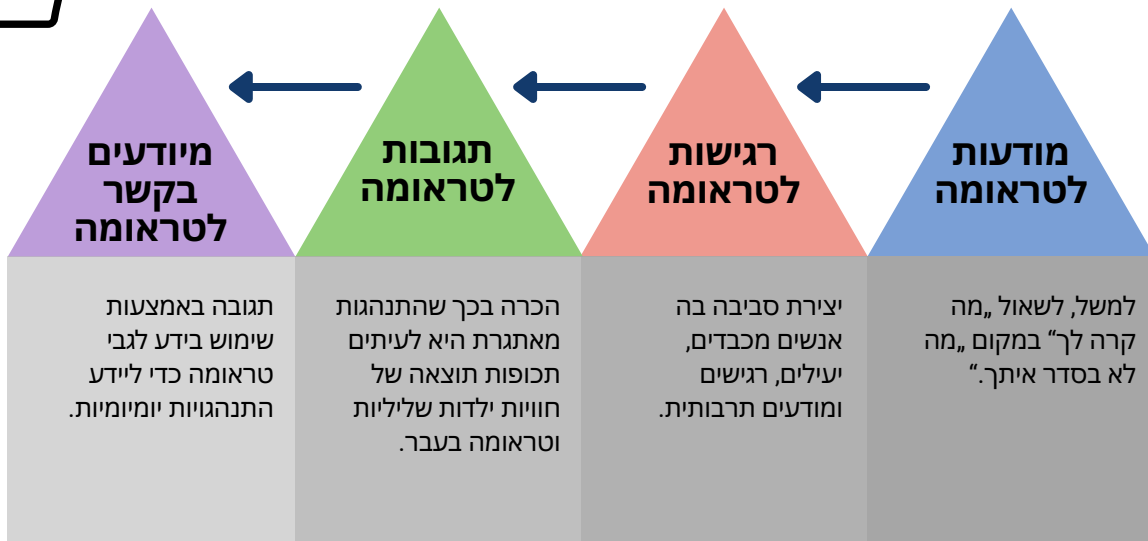 מודעות
לטראומה
רגישות
לטראומה
תגובות
לטראומה
מיודעים
בקשר
לטראומה
למשל, לשאול „מה
קרה לך“ במקום „מה
לא בסדר איתך.“
יצירת סביבה בה
אנשים מכבדים,
יעילים, רגישים
ומודעים תרבותית.
הכרה בכך שהתנהגות
מאתגרת היא לעיתים
תכופות תוצאה של
חוויות ילדות שליליות
וטראומה בעבר.
תגובה באמצעות
שימוש בידע לגבי
טראומה כדי ליידע
התנהגויות יומיומיות.